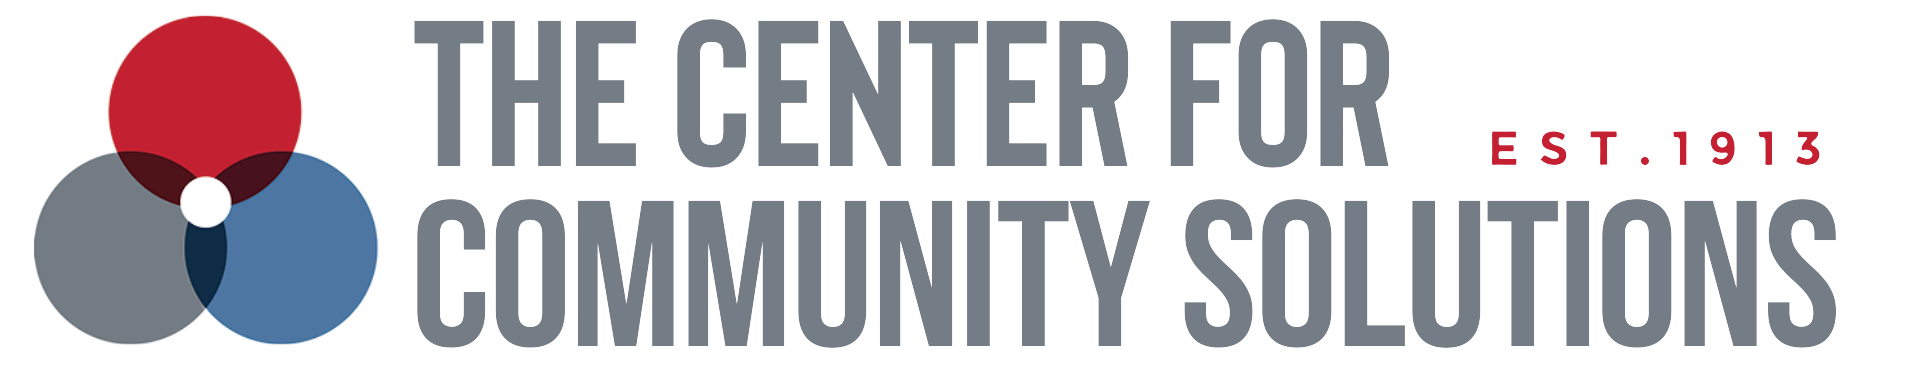 THE CENTER FOR
EST. 1913
COMMUNITY SOLUTIONS